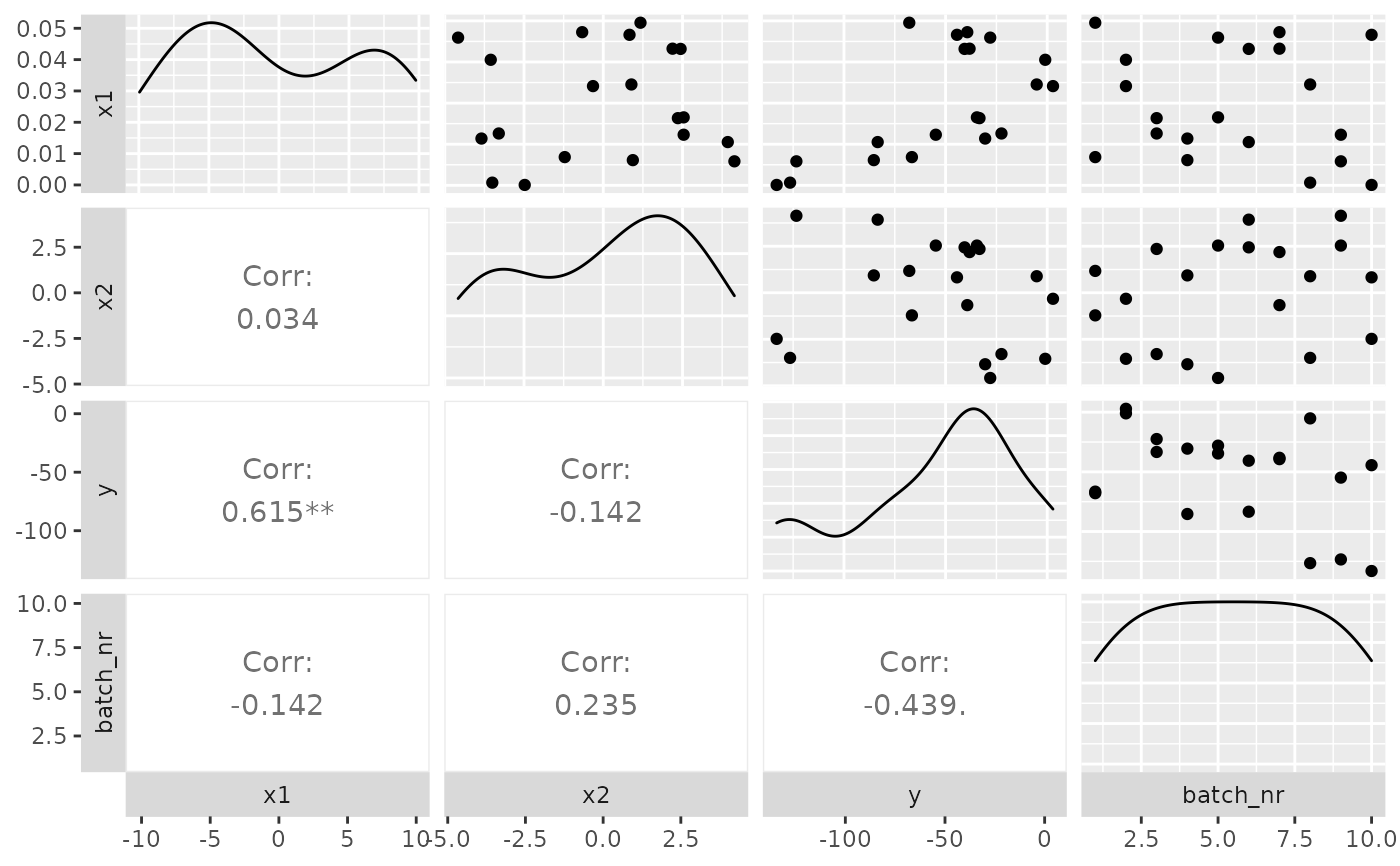 0.05
0.04
0.03
0.02
0.01
0.00
x1
2.5
0.0
-2.5
-5.0
x2
Corr:
0.034
0
-50
-100
y
Corr:
0.615**
Corr:
-0.142
10.0
7.5
5.0
2.5
batch_nr
Corr:
-0.142
Corr:
0.235
Corr:
-0.439.
x1 x2 y batch_nr
-10 -5 0 5 10 -5.0 -2.5 0.0 2.5 -100 -50 0 2.5 5.0 7.5 10.0